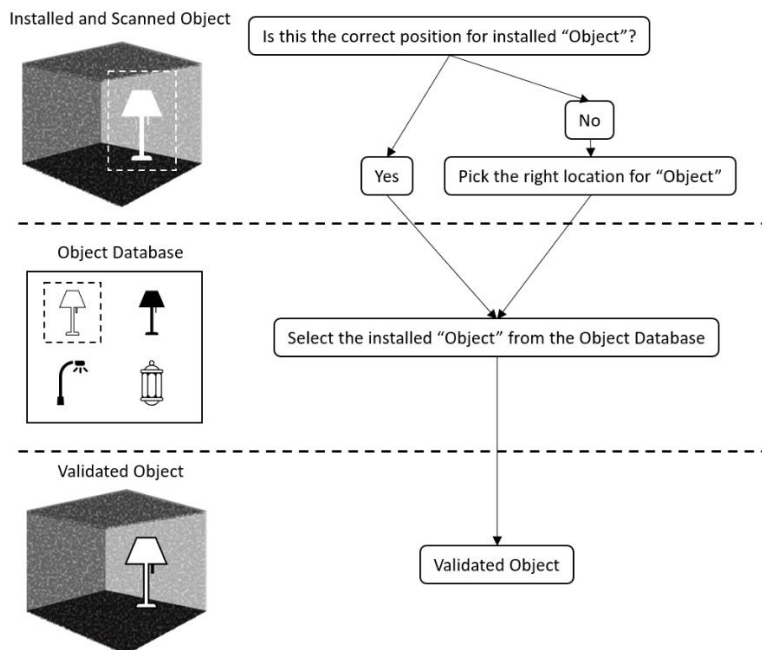 Installed and Scanned Object
Is this the correct position for installed “Object”?
No
Yes
Pick the right location for “Object”
Object Database
Select the installed “Object” from the Object Database
Validated Object
Validated Object